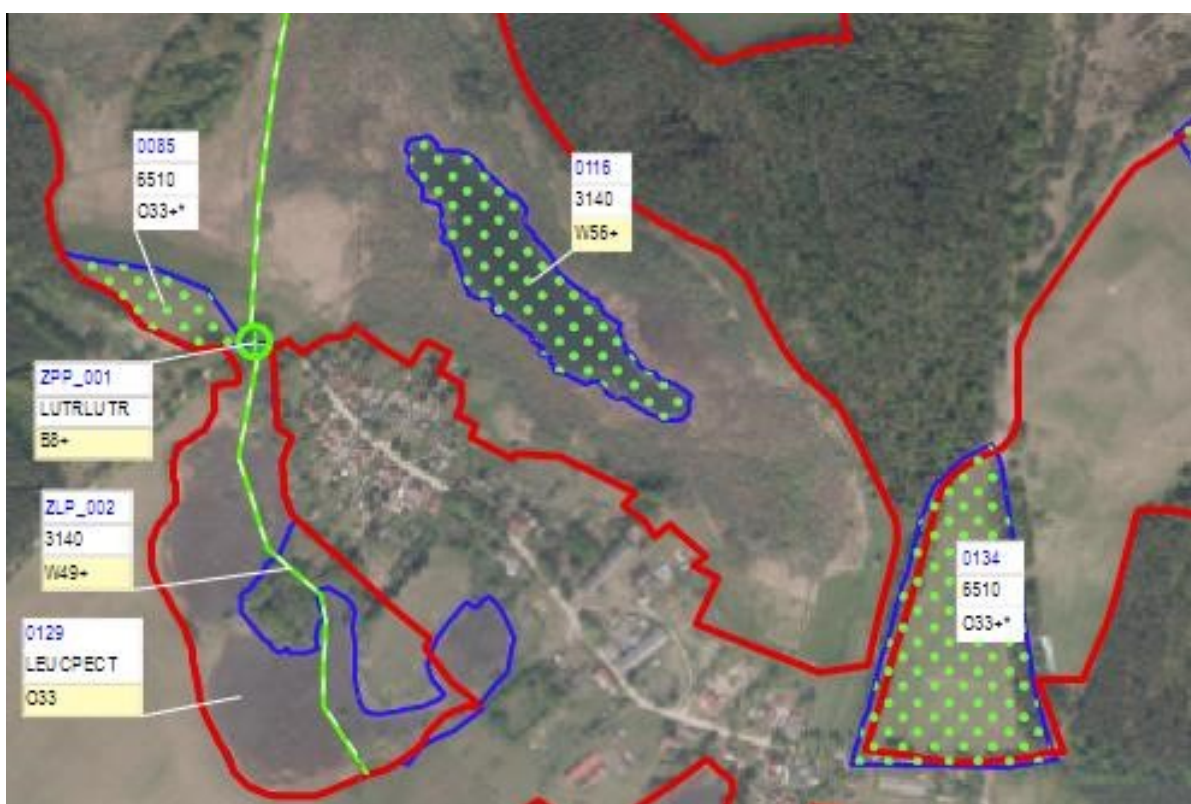 0085
6510
O33+*
0116
3140
W56+
ZPP_001
LUTRLUTR
B8+
ZLP_002
3140
W49+
0129
LEUCPECT
O33
0134
6510
O33+*